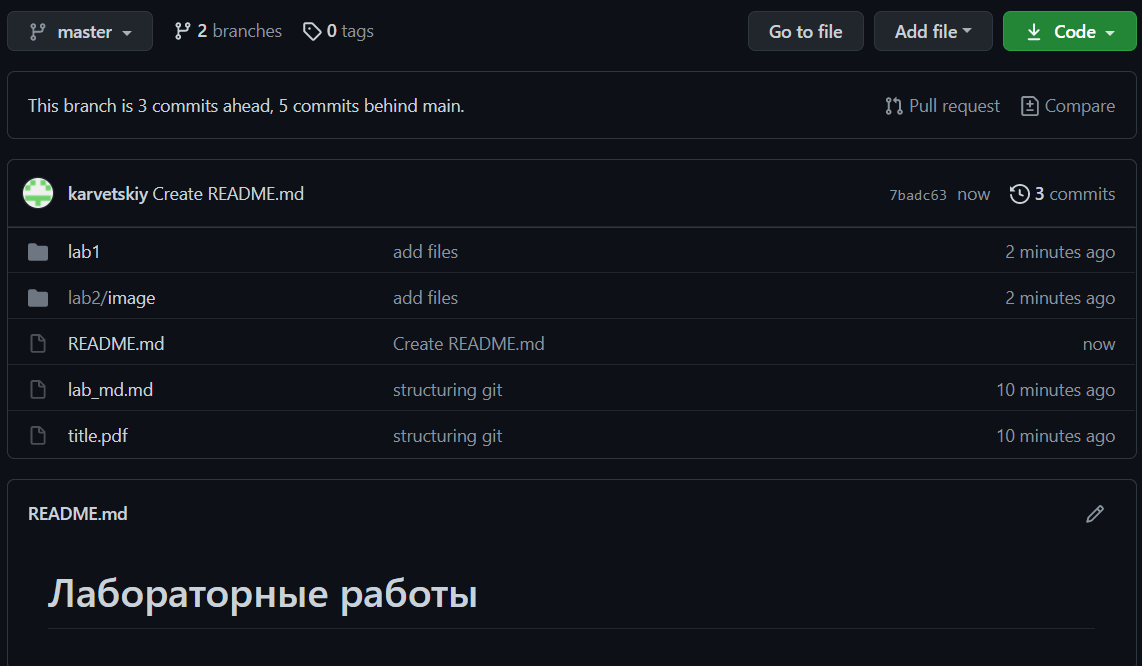 master 2 branches 0 tags Go to file Add file Code
This branch is 3 commits ahead, 5 commits behind main. Pull request Compare
karvetskiy Create README.md 7badc63 now 3 commits
lab1 add files 2 minutes ago
lab2/image add files 2 minutes ago
README.md Create README.md now
lab_md.md structuring git 10 minutes ago
title.pdf structuring git 10 minutes ago
README.md
Лабораторные работы